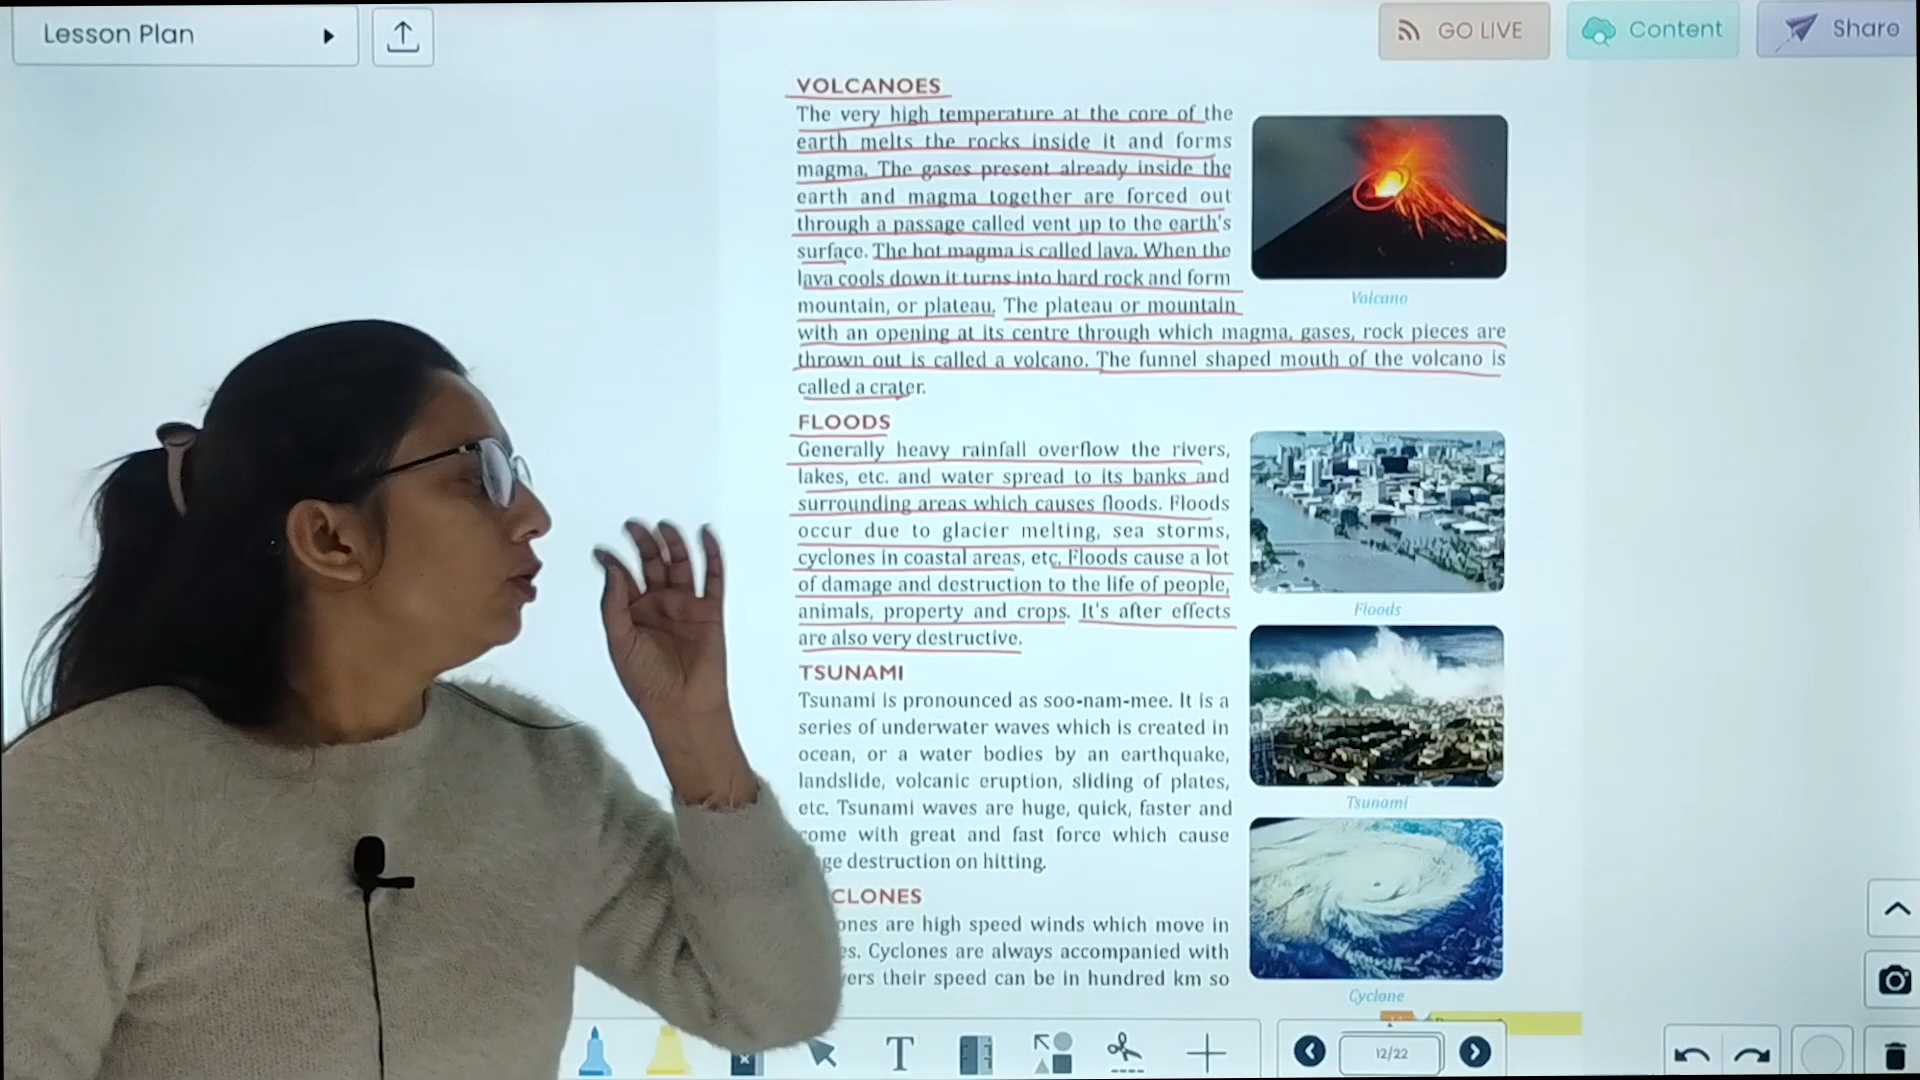 Lesson Plan
GO LIVE
Content
Share
VOLCANOES
The very high temperature at the core of the
earth melts the rocks inside it and forms
magma. The gases present already inside the
earth and magma together are forced out
through a passage called vent up to the earth's
surface. The hot magma is called lava. When the
lava cools down it turns into hard rock and form
mountain, or plateau. The plateau or mountain
with an opening at its centre through which magma, gases, rock pieces are
thrown out is called a volcano. The funnel shaped mouth of the volcano is
called a crater.
Volcano
FLOODS
Generally heavy rainfall overflow the rivers,
lakes, etc. and water spread to its banks and
surrounding areas which causes floods. Floods
occur due to glacier melting, sea storms,
cyclones in coastal areas, etc. Floods cause a lot
of damage and destruction to the life of people,
animals, property and crops. It's after effects
are also very destructive.
Floods
TSUNAMI
Tsunami is pronounced as soo-nam-mee. It is a
series of underwater waves which is created in
ocean, or a water bodies by an earthquake,
landslide, volcanic eruption, sliding of plates,
etc. Tsunami waves are huge, quick, faster and
come with great and fast force which cause
ge destruction on hitting.
Tsunami
CLONES
ones are high speed winds which move in
es. Cyclones are always accompanied with
ers their speed can be in hundred km so
Cyclone
T
12/22